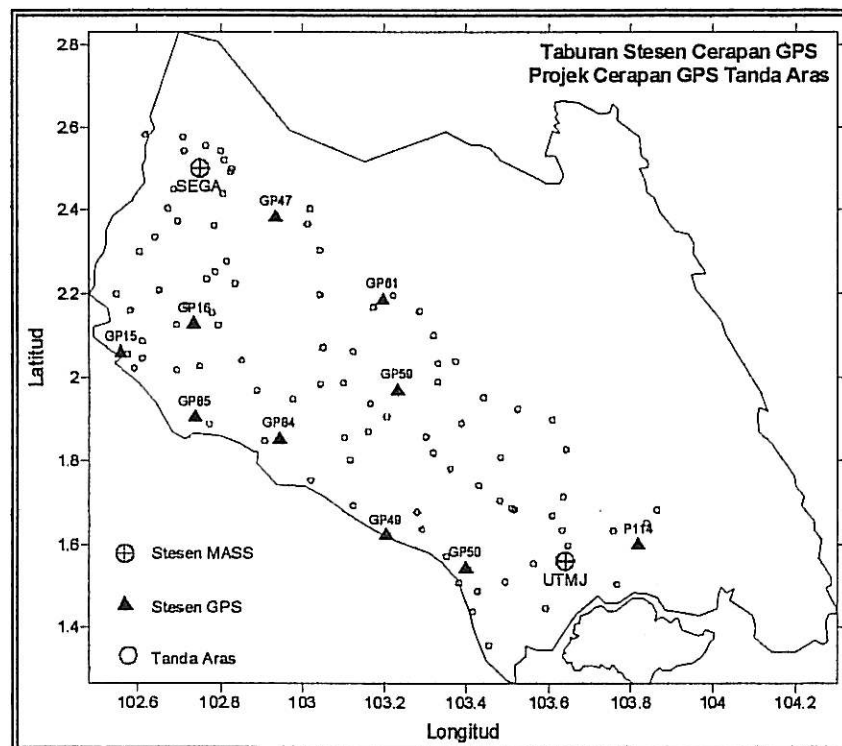 Taburan Stesen Cerapan GPS
Projek Cerapan GPS Tanda Aras
Latitud
2.8
2.6
2.4
2.2
2
1.8
1.6
1.4
SEGA
GP47
GP61
GP16
GP15
GP59
GP85
GP84
GP49
GP50
P114
UTMJ
Stesen MASS
Stesen GPS
Tanda Aras
102.6
102.8
103
103.2
103.4
103.6
103.8
104
104.2
Longitud